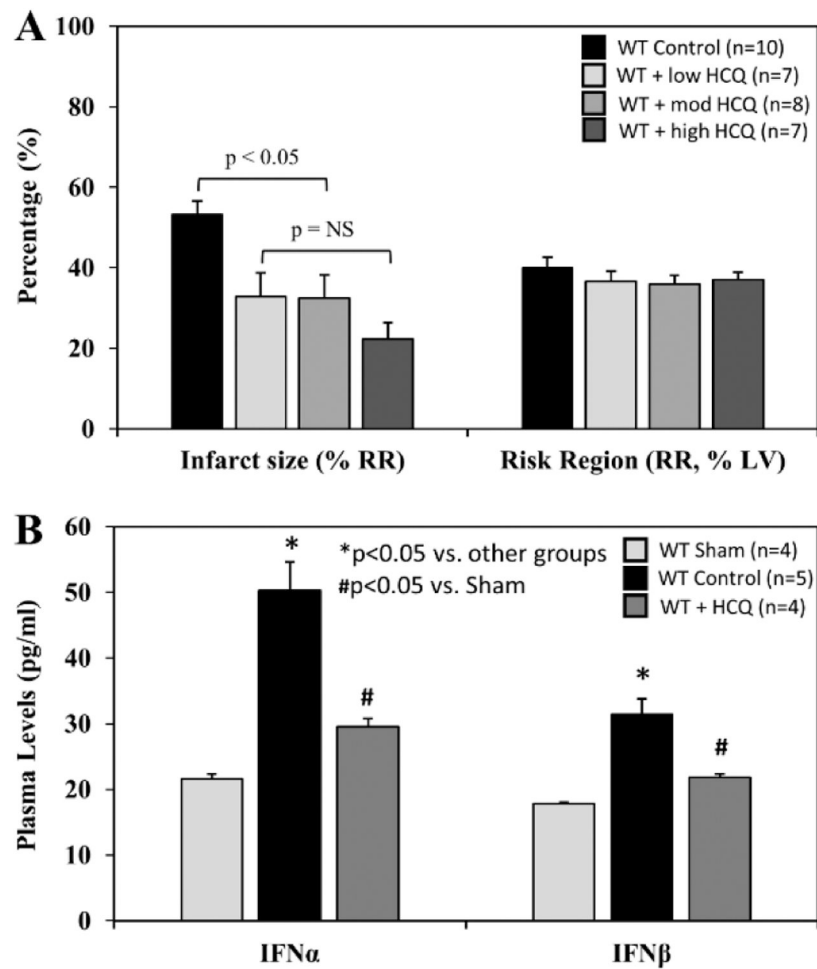 A
100
80
60
40
20
0
Percentage (%)
WT Control (n=10)
WT + low HCQ (n=7)
WT + mod HCQ (n=8)
WT + high HCQ (n=7)
p < 0.05
p = NS
Infarct size (% RR)
Risk Region (RR, % LV)
B
60
50
40
30
20
10
0
Plasma Levels (pg/ml)
*p<0.05 vs. other groups
#p<0.05 vs. Sham
WT Sham (n=4)
WT Control (n=5)
WT + HCQ (n=4)
*
#
*
#
IFNα
IFNβ